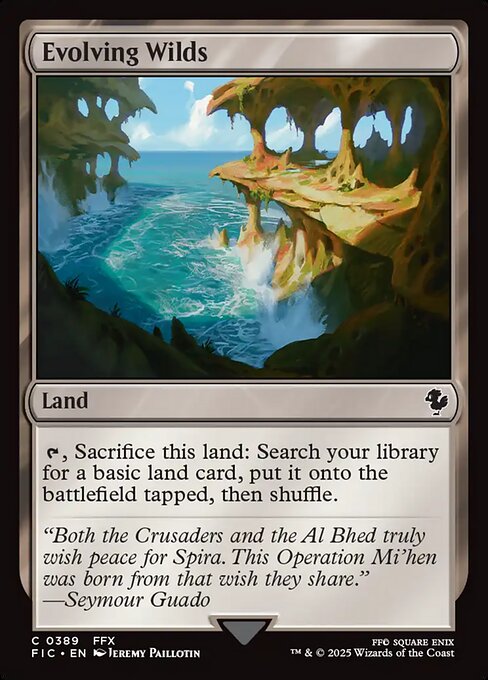 Evolving Wilds
Land
, Sacrifice this land: Search your library
for a basic land card, put it onto the
battlefield tapped, then shuffle.
“Both the Crusaders and the Al Bhed truly
wish peace for Spira. This Operation Mi’hen
was born from that wish they share.”
—Seymour Guado
C 0389 FFX
FIC • EN Jeremy Paillotin
FF© SQUARE ENIX
™ & © 2025 Wizards of the Coast